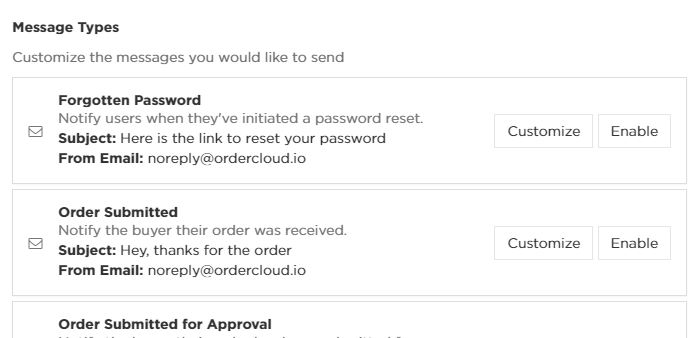 Message Types
Customize the messages you would like to send
Forgotten Password
Notify users when they've initiated a password reset.
Subject: Here is the link to reset your password
From Email: noreply@ordercloud.io
Customize
Enable
Order Submitted
Notify the buyer their order was received.
Subject: Hey, thanks for the order
From Email: noreply@ordercloud.io
Customize
Enable
Order Submitted for Approval